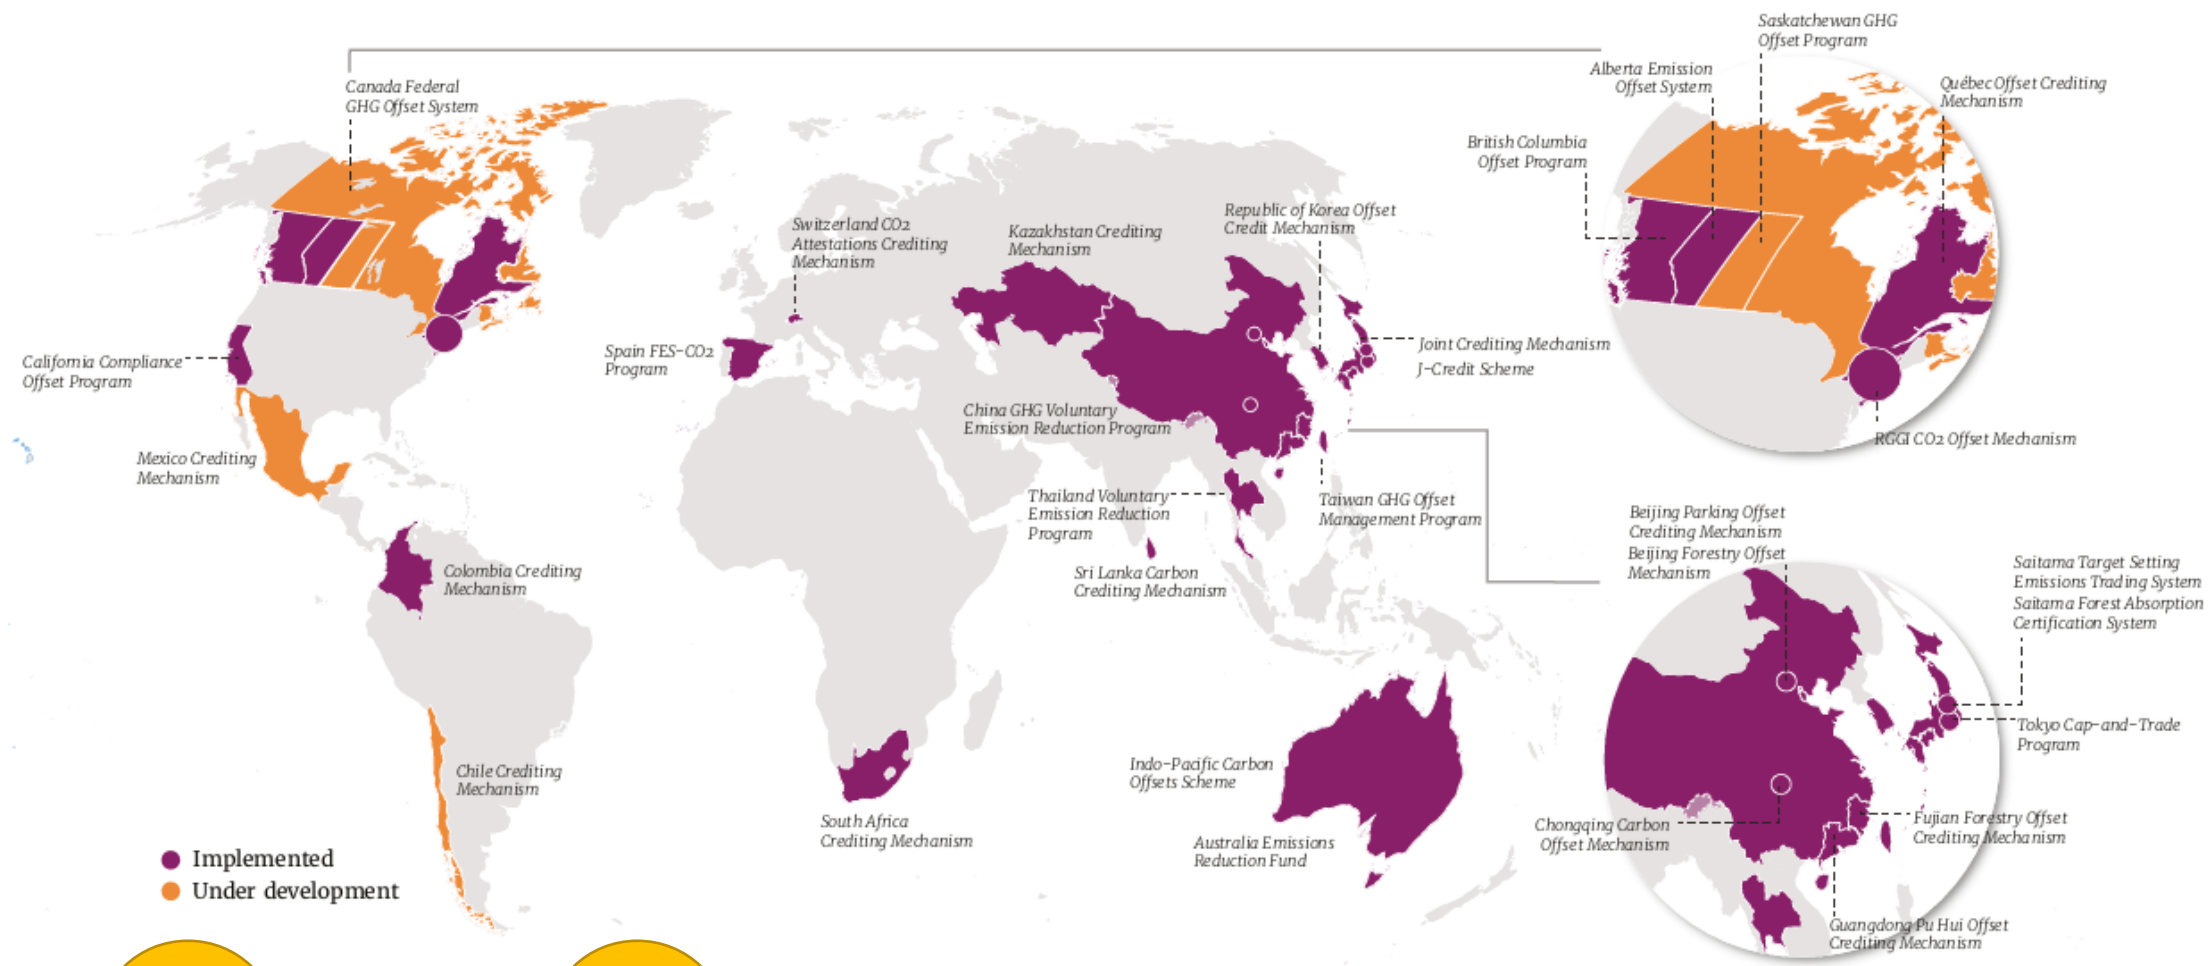 Saskatchewan GHG
Offset Program
Alberta Emission
Offset System
Canada Federal
GHG Offset System
Québec Offset Crediting
Mechanism
British Columbia
Offset Program
Switzerland CO2
Attestations Crediting
Mechanism
Kazakhstan Crediting
Mechanism
Republic of Korea Offset
Credit Mechanism
California Compliance
Offset Program
Spain FES-CO2
Program
Joint Crediting Mechanism
J-Credit Scheme
China GHG Voluntary
Emission Reduction Program
RGGI CO2 Offset Mechanism
Mexico Crediting
Mechanism
Thailand Voluntary
Emission Reduction
Program
Taiwan GHG Offset
Management Program
Beijing Parking Offset
Crediting Mechanism
Beijing Forestry Offset
Mechanism
Colombia Crediting
Mechanism
Sri Lanka Carbon
Crediting Mechanism
Saitama Target Setting
Emissions Trading System
Saitama Forest Absorption
Certification System
Tokyo Cap-and-Trade
Program
Chile Crediting
Mechanism
Indo-Pacific Carbon
Offsets Scheme
South Africa
Crediting Mechanism
Australia Emissions
Reduction Fund
Chongqing Carbon
Offset Mechanism
Fujian Forestry Offset
Crediting Mechanism
Guangdong Pu Hui Offset
Crediting Mechanism
Implemented
Under development